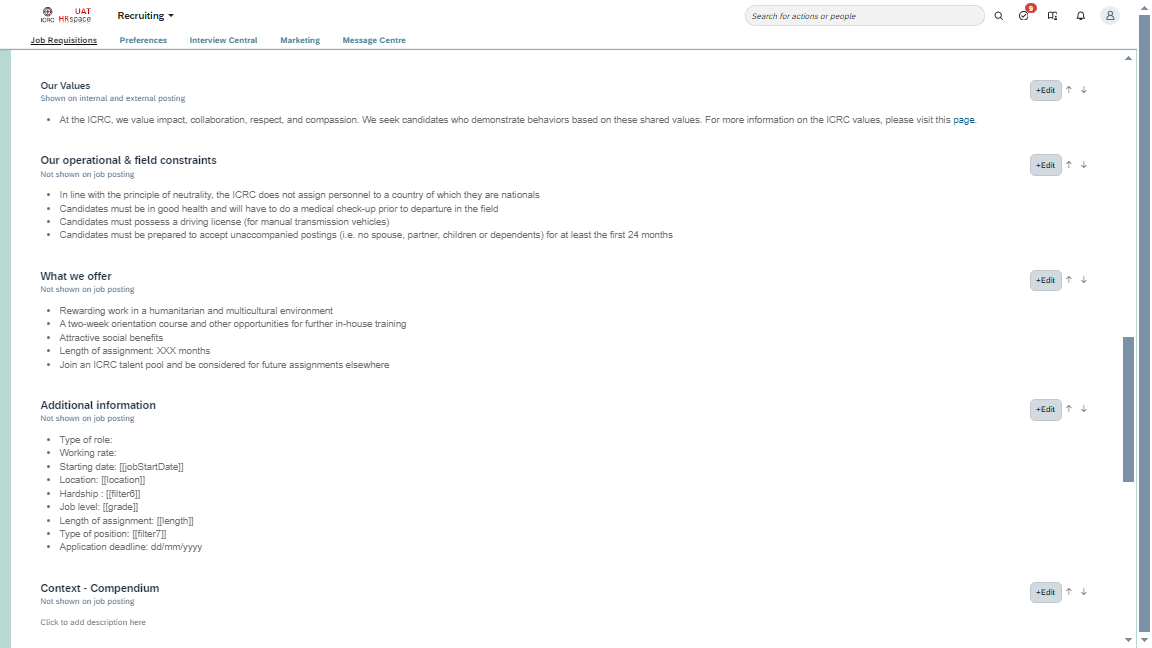 ICRC
UAT
HRspace
Recruiting
Search for actions or people
9
Job Requisitions
Preferences
Interview Central
Marketing
Message Centre
Our Values
Shown on internal and external posting
+Edit
At the ICRC, we value impact, collaboration, respect, and compassion. We seek candidates who demonstrate behaviors based on these shared values. For more information on the ICRC values, please visit this page.
Our operational & field constraints
Not shown on job posting
+Edit
In line with the principle of neutrality, the ICRC does not assign personnel to a country of which they are nationals
Candidates must be in good health and will have to do a medical check-up prior to departure in the field
Candidates must possess a driving license (for manual transmission vehicles)
Candidates must be prepared to accept unaccompanied postings (i.e. no spouse, partner, children or dependents) for at least the first 24 months
What we offer
Not shown on job posting
+Edit
Rewarding work in a humanitarian and multicultural environment
A two-week orientation course and other opportunities for further in-house training
Attractive social benefits
Length of assignment: XXX months
Join an ICRC talent pool and be considered for future assignments elsewhere
Additional information
Not shown on job posting
+Edit
Type of role:
Working rate:
Starting date: [[jobStartDate]]
Location: [[location]]
Hardship : [[filter6]]
Job level: [[grade]]
Length of assignment: [[length]]
Type of position: [[filter7]]
Application deadline: dd/mm/yyyy
Context - Compendium
Not shown on job posting
+Edit
Click to add description here